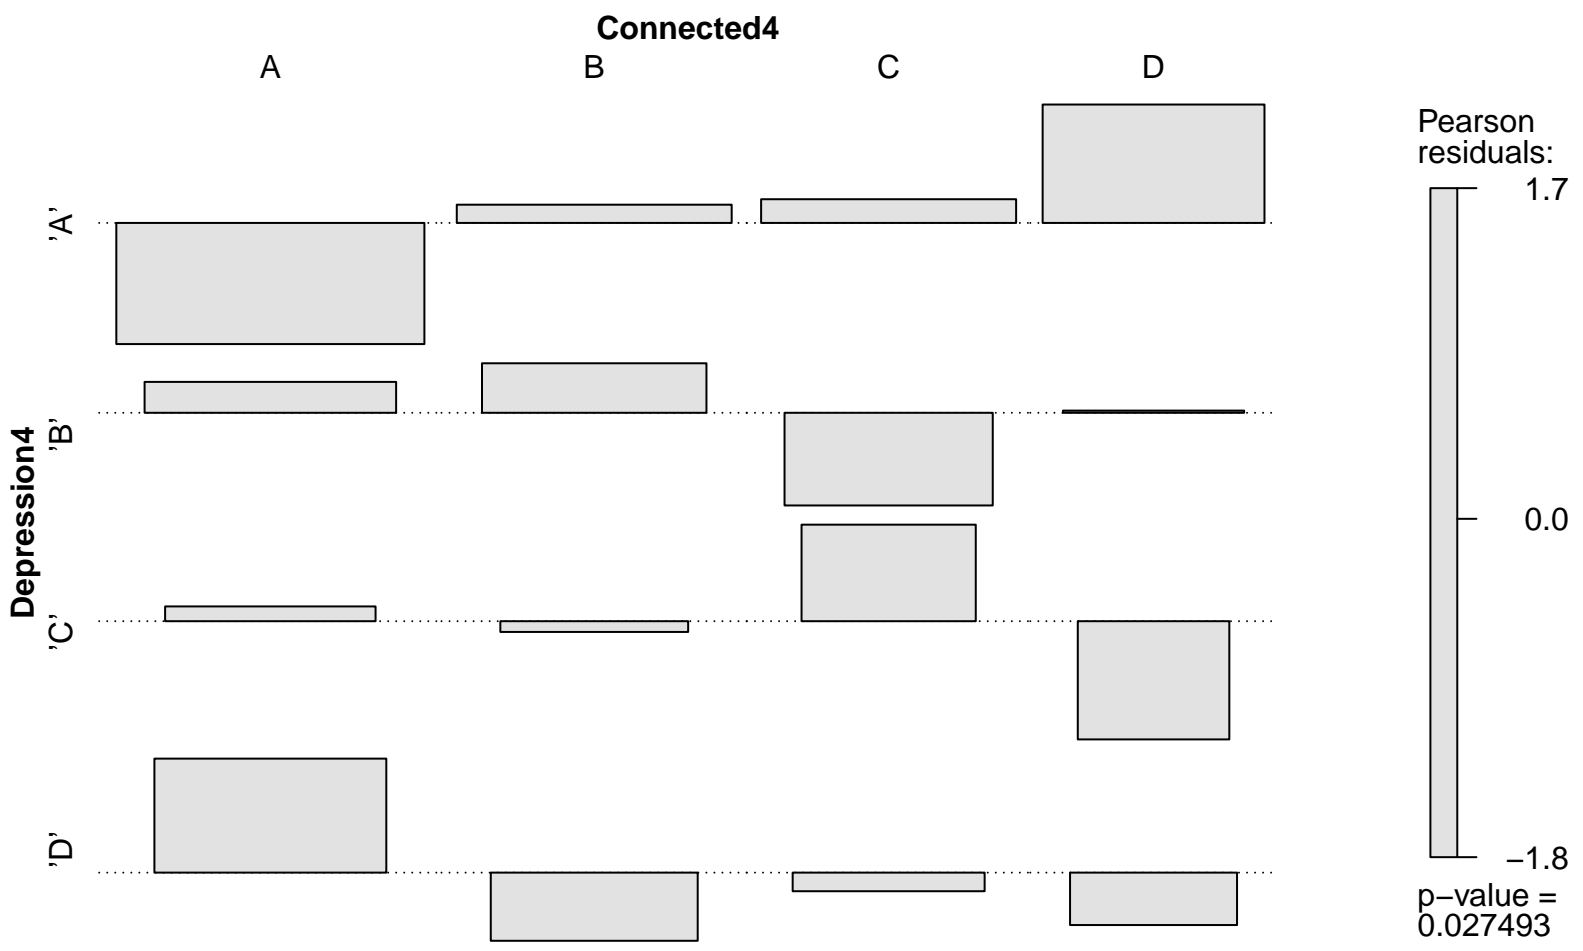 Connected4
A B C D
Depression4
’A’
’B’
’C’
’D’
Pearson
residuals:
1.7
0.0
−1.8
p−value =
0.027493